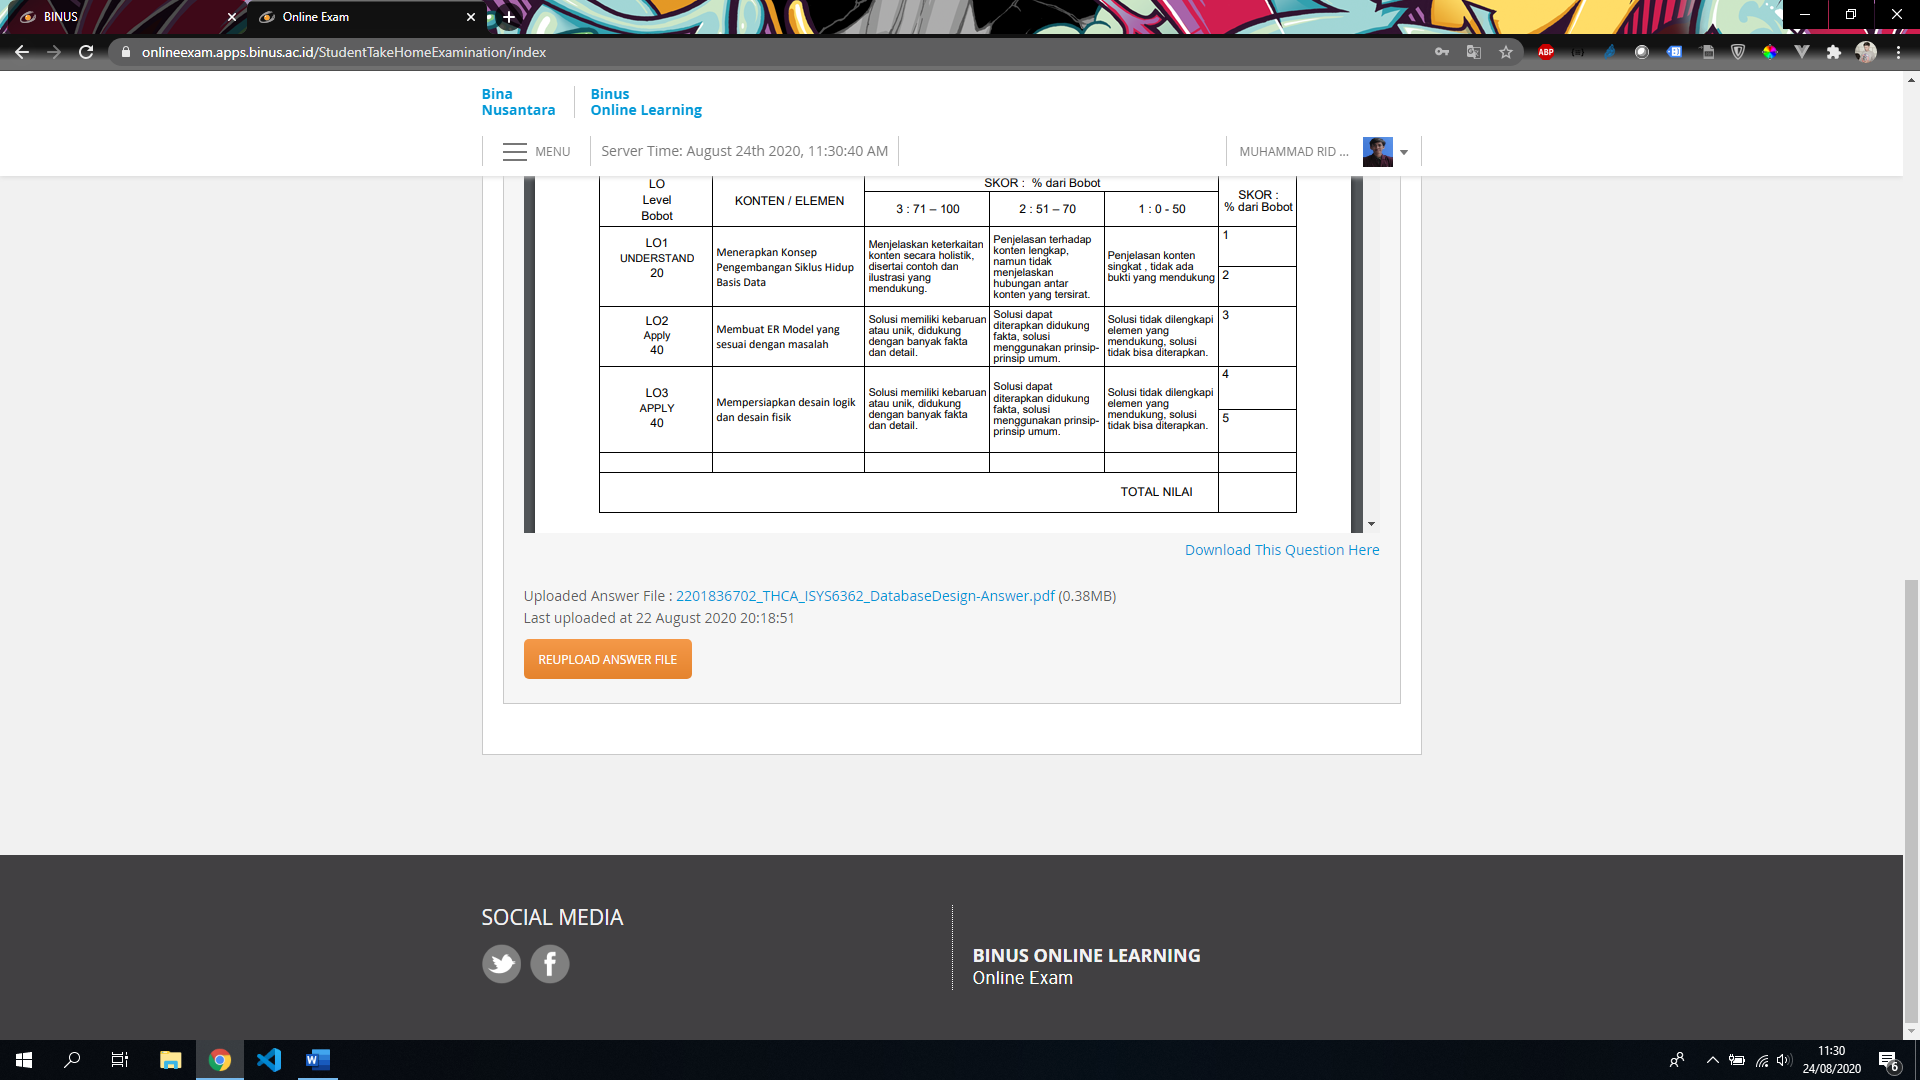 BINUS
Online Exam
onlineexam.apps.binus.ac.id/StudentTakeHomeExamination/index
ABP
Bina
Nusantara
Binus
Online Learning
MENU
Server Time: August 24th 2020, 11:30:40 AM
MUHAMMAD RID ...
LO
Level
Bobot
KONTEN / ELEMEN
SKOR : % dari Bobot
3 : 71 – 100
2 : 51 – 70
1 : 0 - 50
SKOR :
% dari Bobot
LO1
UNDERSTAND
20
Menerapkan Konsep
Pengembangan Siklus Hidup
Basis Data
Menjelaskan keterkaitan
konten secara holistik,
disertai contoh dan
ilustrasi yang
mendukung.
Penjelasan terhadap
konten lengkap,
namun tidak
menjelaskan
hubungan antar
konten yang tersirat.
Penjelasan konten
singkat , tidak ada
bukti yang mendukung
1
2
LO2
Apply
40
Membuat ER Model yang
sesuai dengan masalah
Solusi memiliki kebaruan
atau unik, didukung
dengan banyak fakta
dan detail.
Solusi dapat
diterapkan didukung
fakta, solusi
menggunakan prinsip-
prinsip umum.
Solusi tidak dilengkapi
elemen yang
mendukung, solusi
tidak bisa diterapkan.
3
LO3
APPLY
40
Mempersiapkan desain logik
dan desain fisik
Solusi memiliki kebaruan
atau unik, didukung
dengan banyak fakta
dan detail.
Solusi dapat
diterapkan didukung
fakta, solusi
menggunakan prinsip-
prinsip umum.
Solusi tidak dilengkapi
elemen yang
mendukung, solusi
tidak bisa diterapkan.
4
5
TOTAL NILAI
Download This Question Here
Uploaded Answer File : 2201836702_THCA_ISYS6362_DatabaseDesign-Answer.pdf (0.38MB)
Last uploaded at 22 August 2020 20:18:51
REUPLOAD ANSWER FILE
SOCIAL MEDIA
BINUS ONLINE LEARNING
Online Exam
11:30
24/08/2020
6